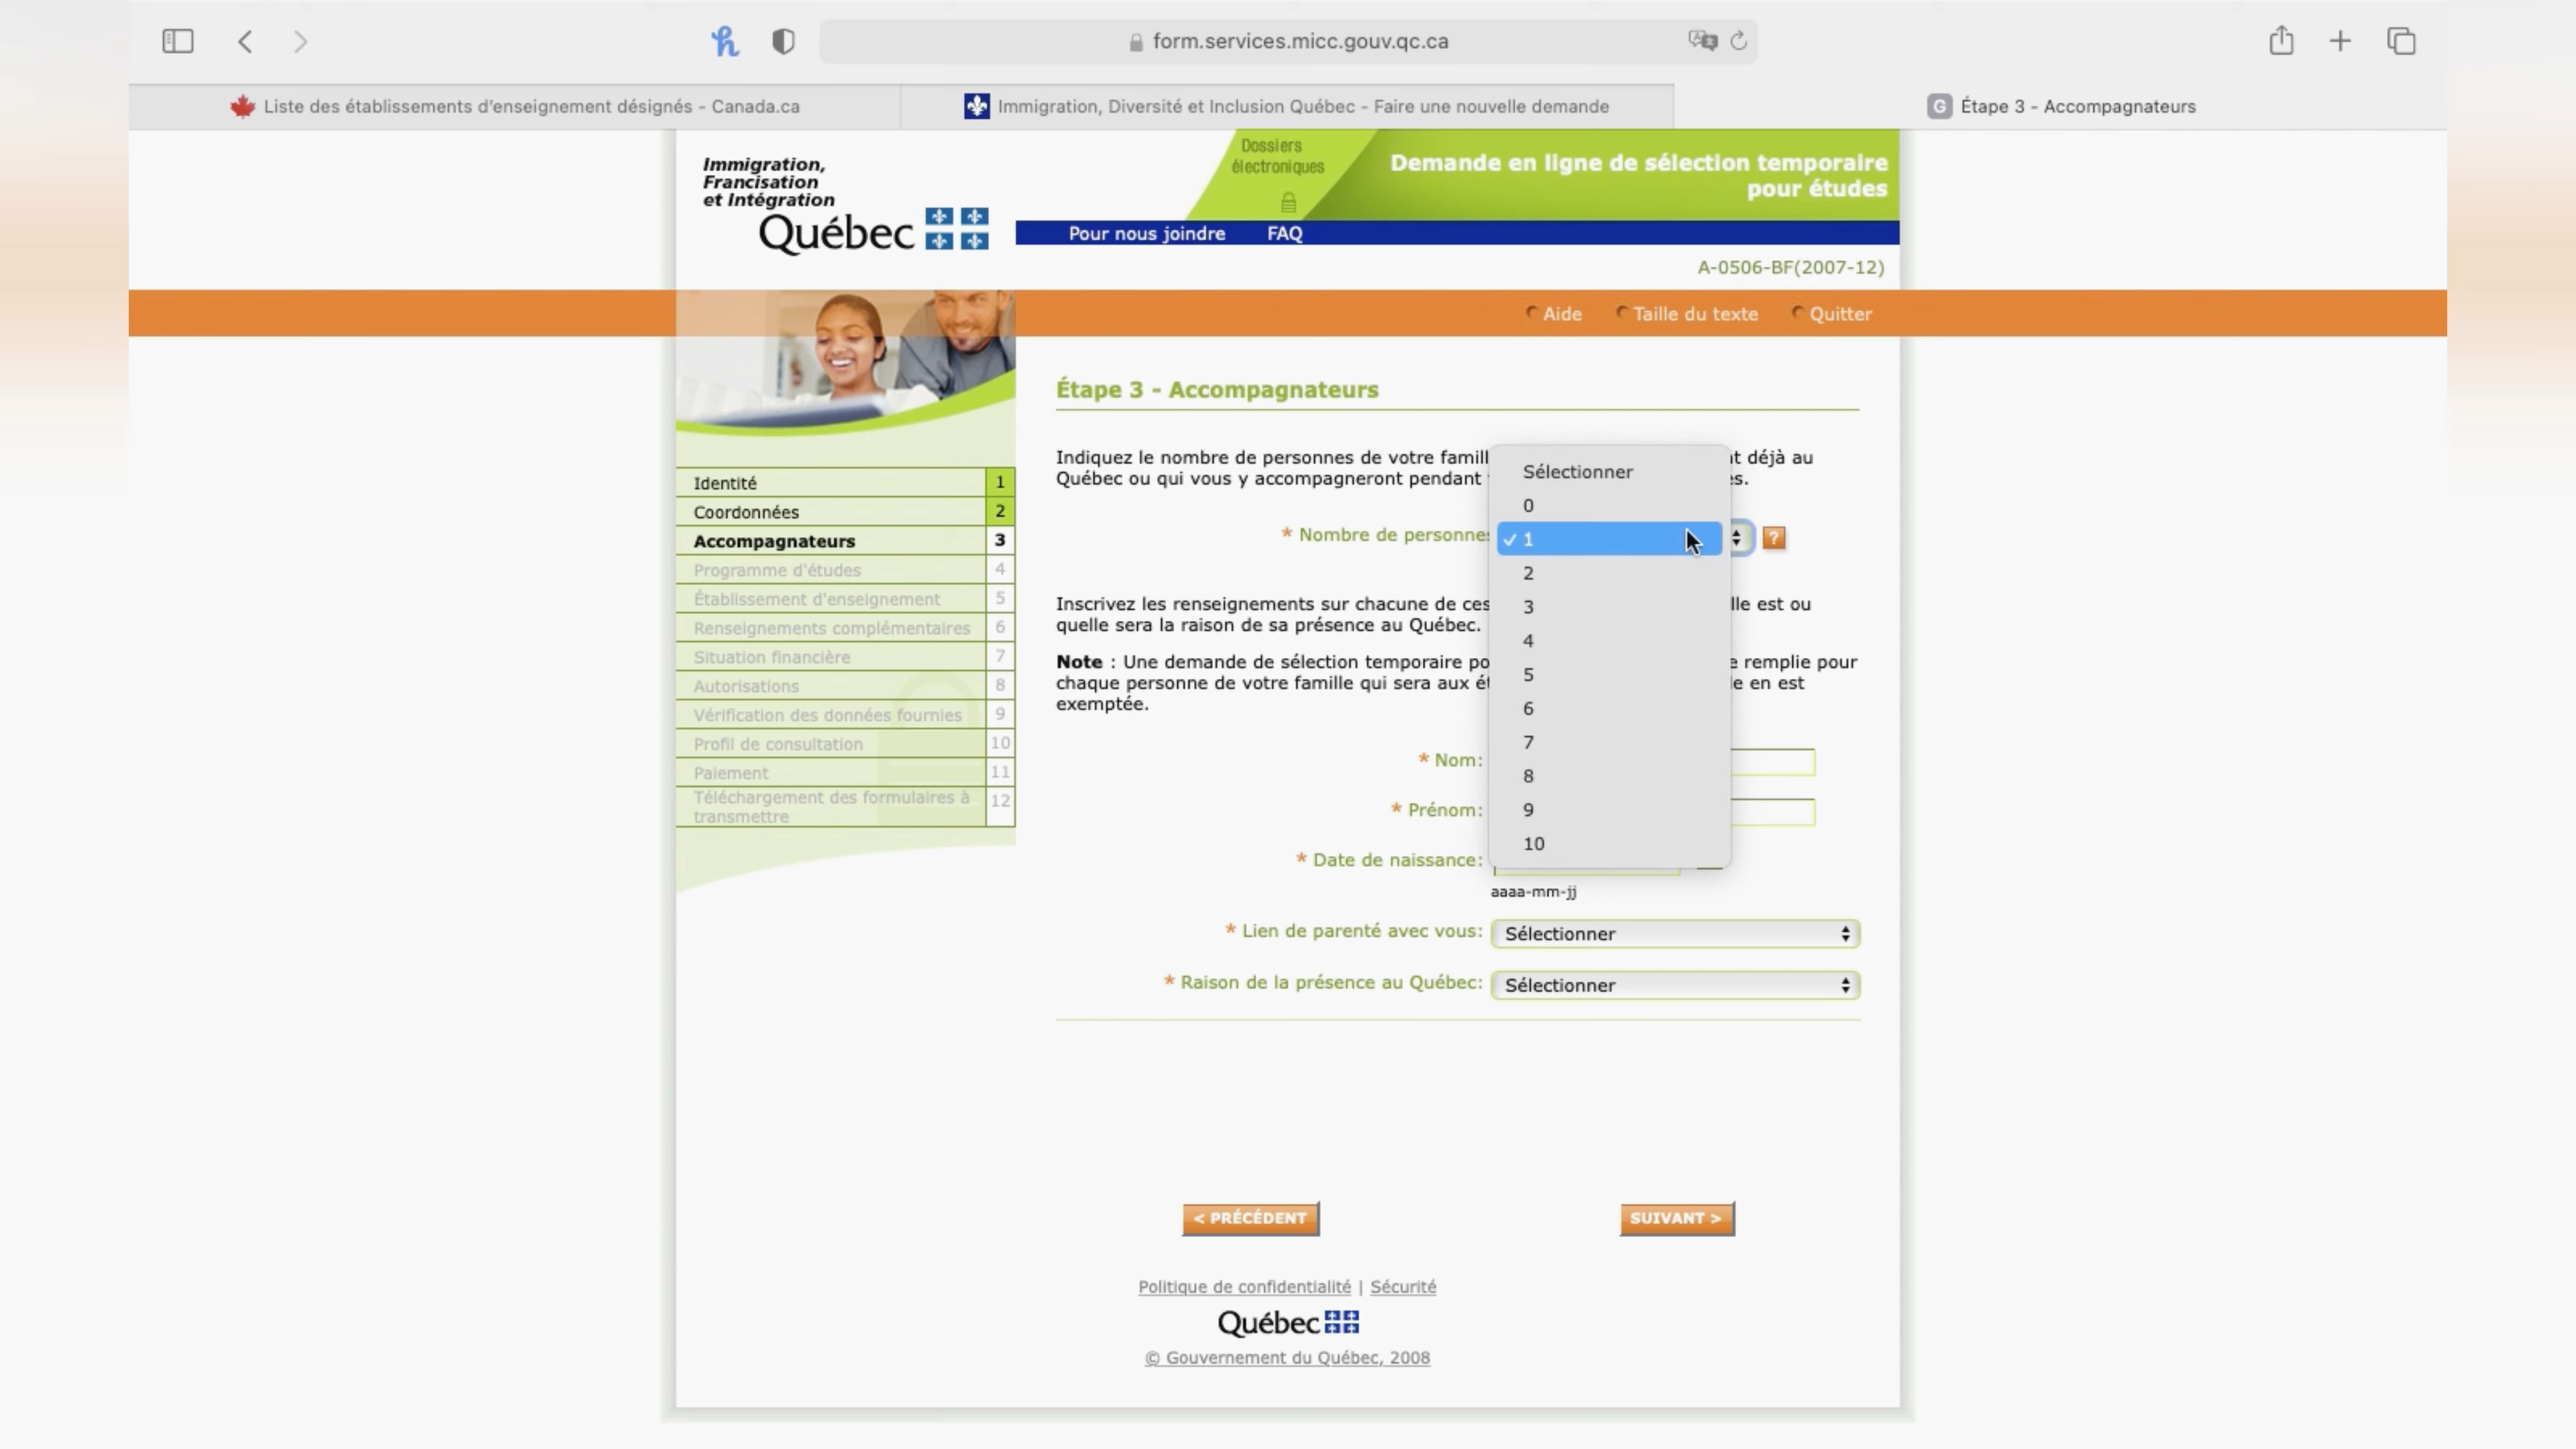 form.services.micc.gouv.qc.ca
Liste des établissements d'enseignement désignés - Canada.ca
Immigration, Diversité et Inclusion Québec - Faire une nouvelle demande
G Étape 3 - Accompagnateurs
Immigration,
Francisation
et Intégration
Québec
Dossiers
électroniques
Demande en ligne de sélection temporaire
pour études
Pour nous joindre FAQ
A-0506-BF(2007-12)
Aide Taille du texte Quitter
Identité 1
Coordonnées 2
Accompagnateurs 3
Programme d'études 4
Établissement d'enseignement 5
Renseignements complémentaires 6
Situation financière 7
Autorisations 8
Vérification des données fournies 9
Profil de consultation 10
Paiement 11
Téléchargement des formulaires à
transmettre 12
Étape 3 - Accompagnateurs
Indiquez le nombre de personnes de votre famill t déjà au
Québec ou qui vous y accompagneront pendant es.
* Nombre de personnes ?
Sélectionner
0
✓ 1
2
3
4
5
6
7
8
9
10
Inscrivez les renseignements sur chacune de ces lle est ou
quelle sera la raison de sa présence au Québec.
Note : Une demande de sélection temporaire po e remplie pour
chaque personne de votre famille qui sera aux ét le en est
exemptée.
* Nom:
* Prénom:
* Date de naissance:
aaaa-mm-jj
* Lien de parenté avec vous: Sélectionner
* Raison de la présence au Québec: Sélectionner
< PRÉCÉDENT SUIVANT >
Politique de confidentialité | Sécurité
Québec
© Gouvernement du Québec, 2008